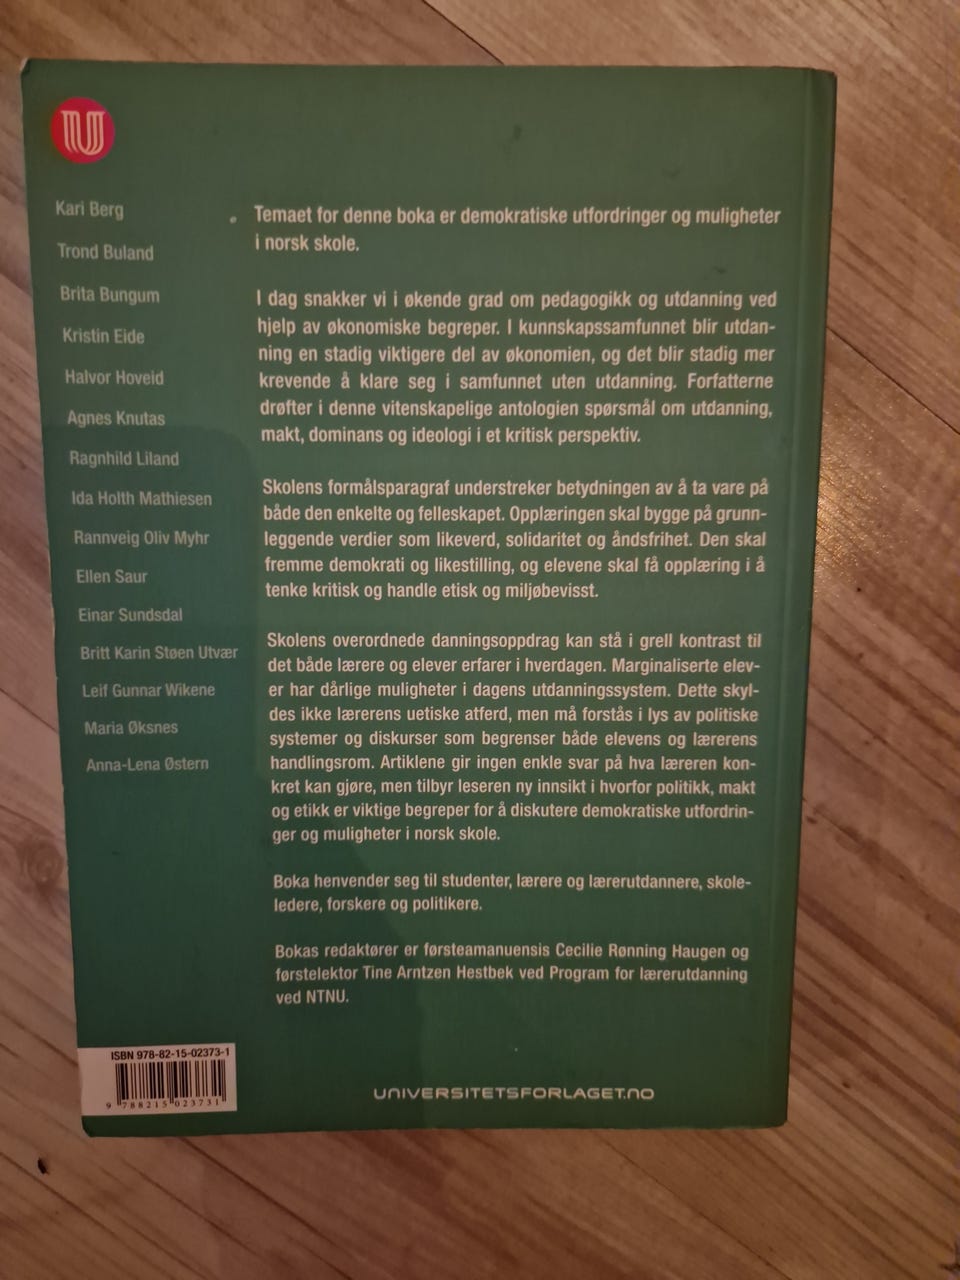 U
Kari Berg
Trond Buland
Brita Bungum
Kristin Eide
Halvor Hoveid
Agnes Knutas
Ragnhild Liland
Ida Holth Mathiesen
Rannveig Oliv Myhr
Ellen Saur
Einar Sundsdal
Britt Karin Støen Utvær
Leif Gunnar Wikene
Maria Øksnes
Anna-Lena Østern
Temaet for denne boka er demokratiske utfordringer og muligheter
i norsk skole.
I dag snakker vi i økende grad om pedagogikk og utdanning ved
hjelp av økonomiske begreper. I kunnskapssamfunnet blir utdan-
ning en stadig viktigere del av økonomien, og det blir stadig mer
krevende å klare seg i samfunnet uten utdanning. Forfatterne
drøfter i denne vitenskapelige antologien spørsmål om utdanning,
makt, dominans og ideologi i et kritisk perspektiv.
Skolens formålsparagraf understreker betydningen av å ta vare på
både den enkelte og felleskapet. Opplæringen skal bygge på grunn-
leggende verdier som likeverd, solidaritet og åndsfrihet. Den skal
fremme demokrati og likestilling, og elevene skal få opplæring i å
tenke kritisk og handle etisk og miljøbevisst.
Skolens overordnede danningsoppdrag kan stå i grell kontrast til
det både lærere og elever erfarer i hverdagen. Marginaliserte elev-
er har dårlige muligheter i dagens utdanningssystem. Dette skyl-
des ikke lærerens uetiske atferd, men må forstås i lys av politiske
systemer og diskurser som begrenser både elevens og lærerens
handlingsrom. Artiklene gir ingen enkle svar på hva læreren kon-
kret kan gjøre, men tilbyr leseren ny innsikt i hvorfor politikk, makt
og etikk er viktige begreper for å diskutere demokratiske utfordrin-
ger og muligheter i norsk skole.
Boka henvender seg til studenter, lærere og lærerutdannere, skole-
ledere, forskere og politikere.
Bokas redaktører er førsteamanuensis Cecilie Rønning Haugen og
førstelektor Tine Arntzen Hestbek ved Program for lærerutdanning
ved NTNU.
ISBN 978-82-15-02373-1
9 788215 023731
UNIVERSITETSFORLAGET.NO